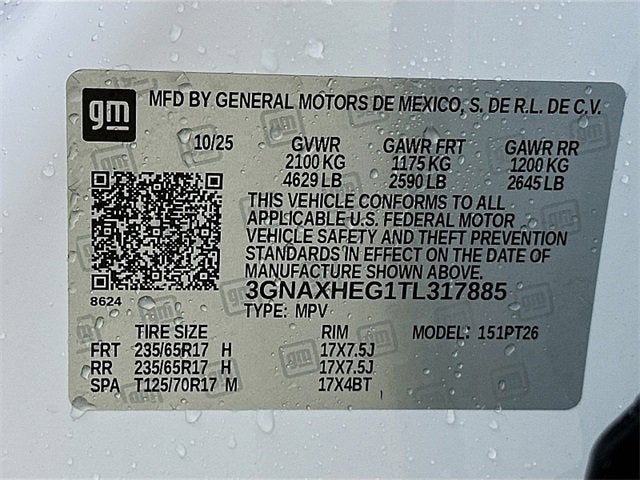 gm MFD BY GENERAL MOTORS DE MEXICO, S. DE R.L. DE C.V.
10/25 GVWR GAWR FRT GAWR RR
2100 KG 1175 KG 1200 KG
4629 LB 2590 LB 2645 LB
THIS VEHICLE CONFORMS TO ALL
APPLICABLE U.S. FEDERAL MOTOR
VEHICLE SAFETY AND THEFT PREVENTION
STANDARDS IN EFFECT ON THE DATE OF
MANUFACTURE SHOWN ABOVE.
8624 3GNAXHEG1TL317885
TYPE: MPV
TIRE SIZE RIM MODEL: 151PT26
FRT 235/65R17 H 17X7.5J
RR 235/65R17 H 17X7.5J
SPA T125/70R17 M 17X4BT